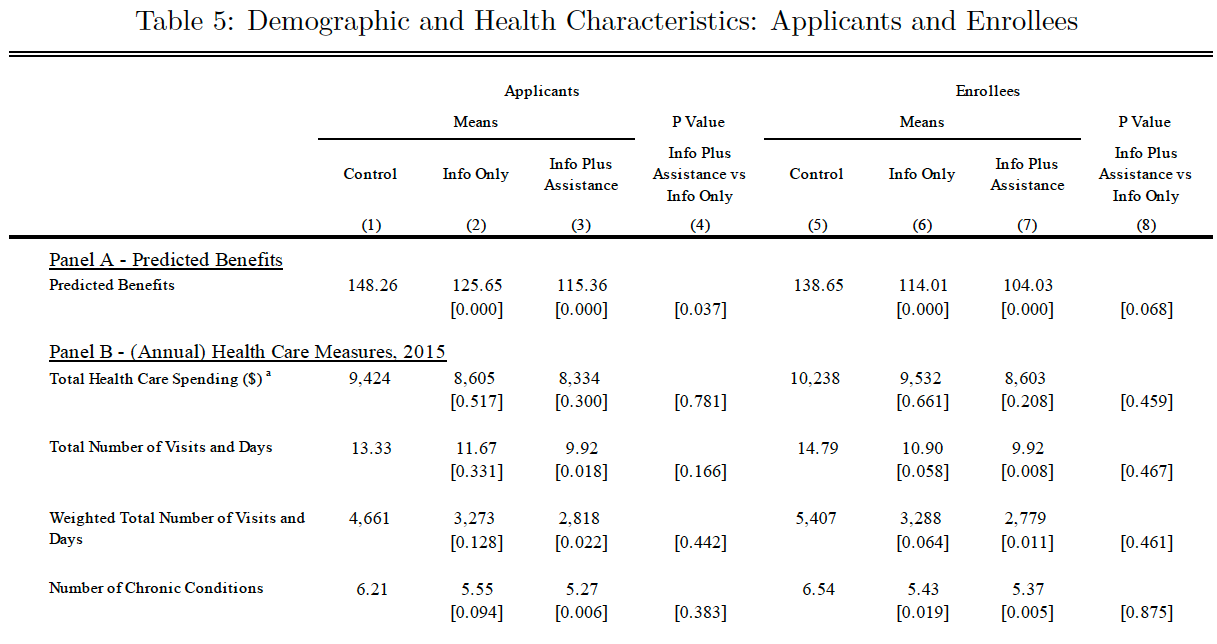 Table 5: Demographic and Health Characteristics: Applicants and Enrollees
Applicants Enrollees
Means P Value Means P Value
Control Info Only Info Plus Assistance Info Plus Assistance vs Info Only Control Info Only Info Plus Assistance Info Plus Assistance vs Info Only
(1) (2) (3) (4) (5) (6) (7) (8)
Panel A - Predicted Benefits
Predicted Benefits 148.26 125.65 115.36 138.65 114.01 104.03
[0.000] [0.000] [0.037] [0.000] [0.000] [0.068]
Panel B - (Annual) Health Care Measures, 2015
Total Health Care Spending ($) a 9,424 8,605 8,334 10,238 9,532 8,603
[0.517] [0.300] [0.781] [0.661] [0.208] [0.459]
Total Number of Visits and Days 13.33 11.67 9.92 14.79 10.90 9.92
[0.331] [0.018] [0.166] [0.058] [0.008] [0.467]
Weighted Total Number of Visits and 4,661 3,273 2,818 5,407 3,288 2,779
Days [0.128] [0.022] [0.442] [0.064] [0.011] [0.461]
Number of Chronic Conditions 6.21 5.55 5.27 6.54 5.43 5.37
[0.094] [0.006] [0.383] [0.019] [0.005] [0.875]